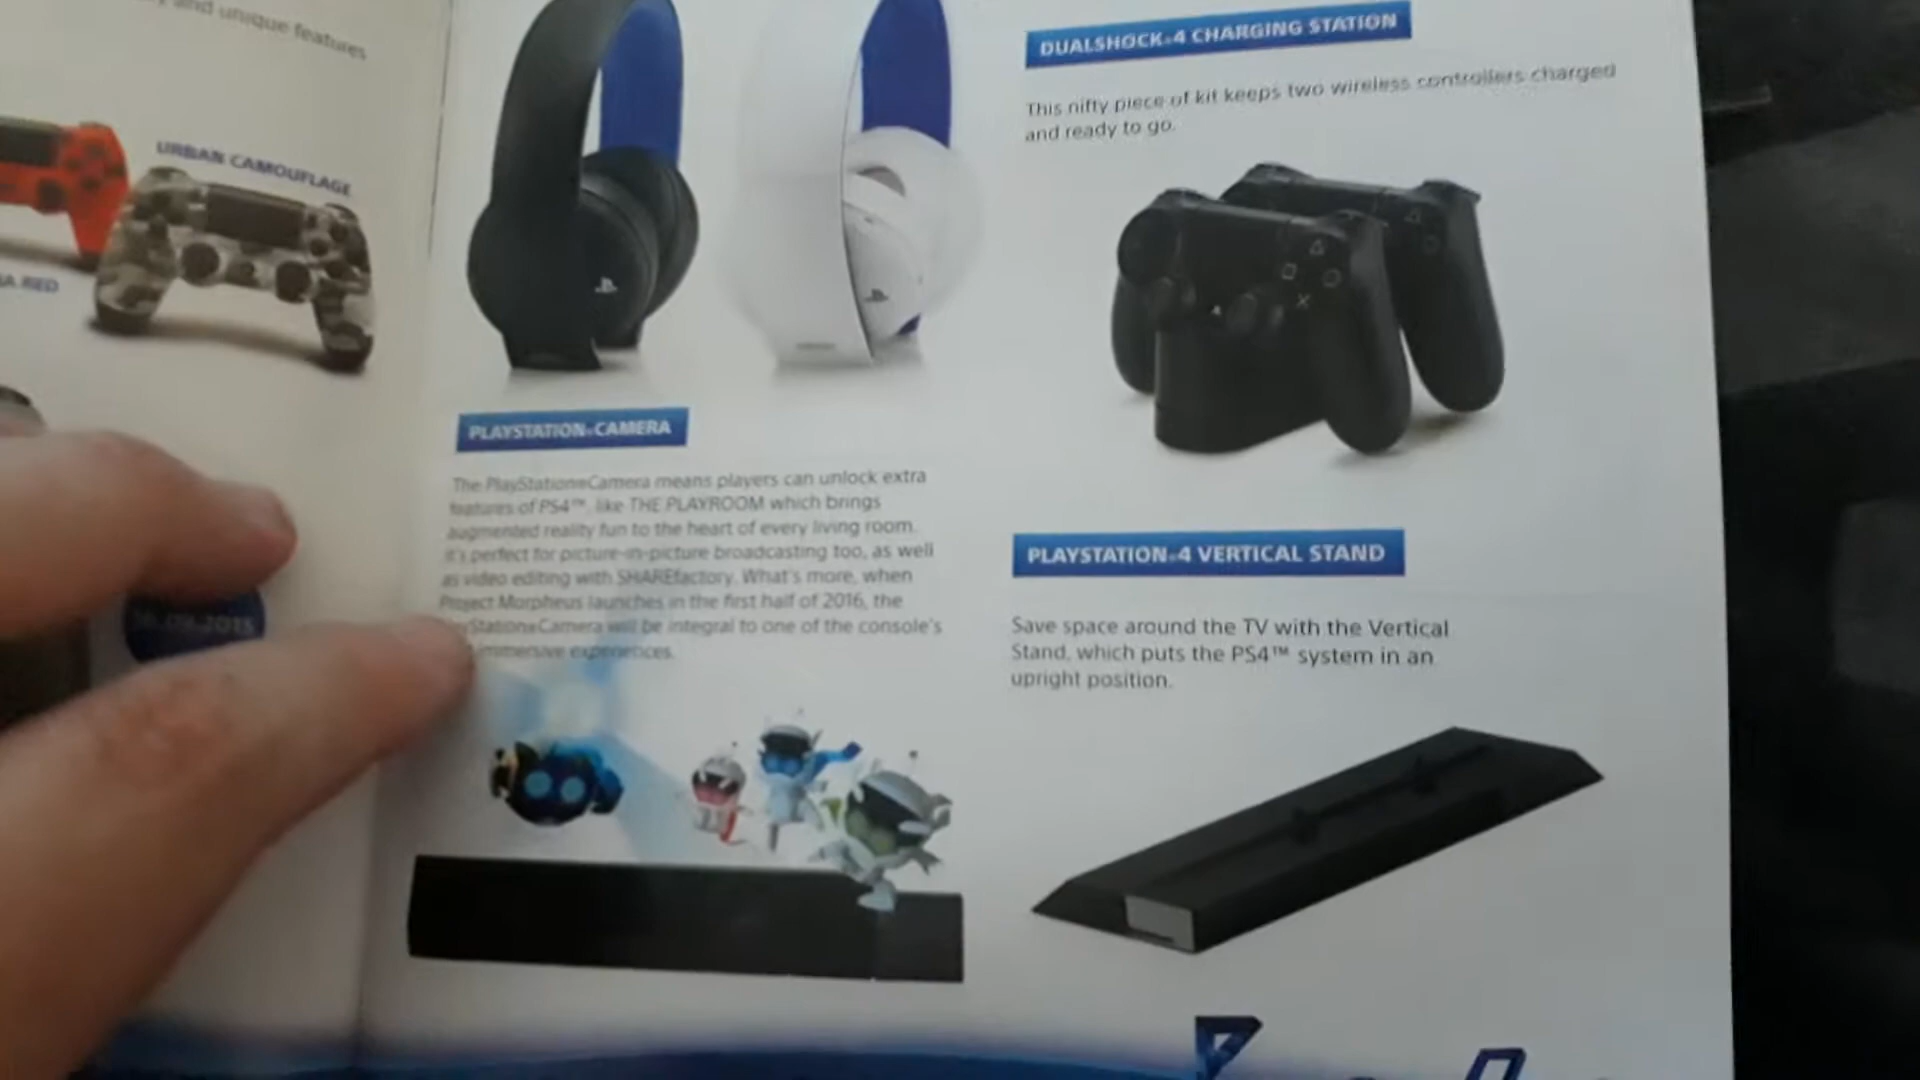 and unique features
URBAN CAMOUFLAGE
RED
16.09.2015
PLAYSTATION®CAMERA
The PlayStation®Camera means players can unlock extra
features of PS4™, like THE PLAYROOM which brings
augmented reality fun to the heart of every living room.
It's perfect for picture-in-picture broadcasting too, as well
as video editing with SHAREfactory. What's more, when
Project Morpheus launches in the first half of 2016, the
PlayStation®Camera will be integral to one of the console's
immersive experiences.
DUALSHOCK®4 CHARGING STATION
This nifty piece of kit keeps two wireless controllers charged
and ready to go.
PLAYSTATION®4 VERTICAL STAND
Save space around the TV with the Vertical
Stand, which puts the PS4™ system in an
upright position.